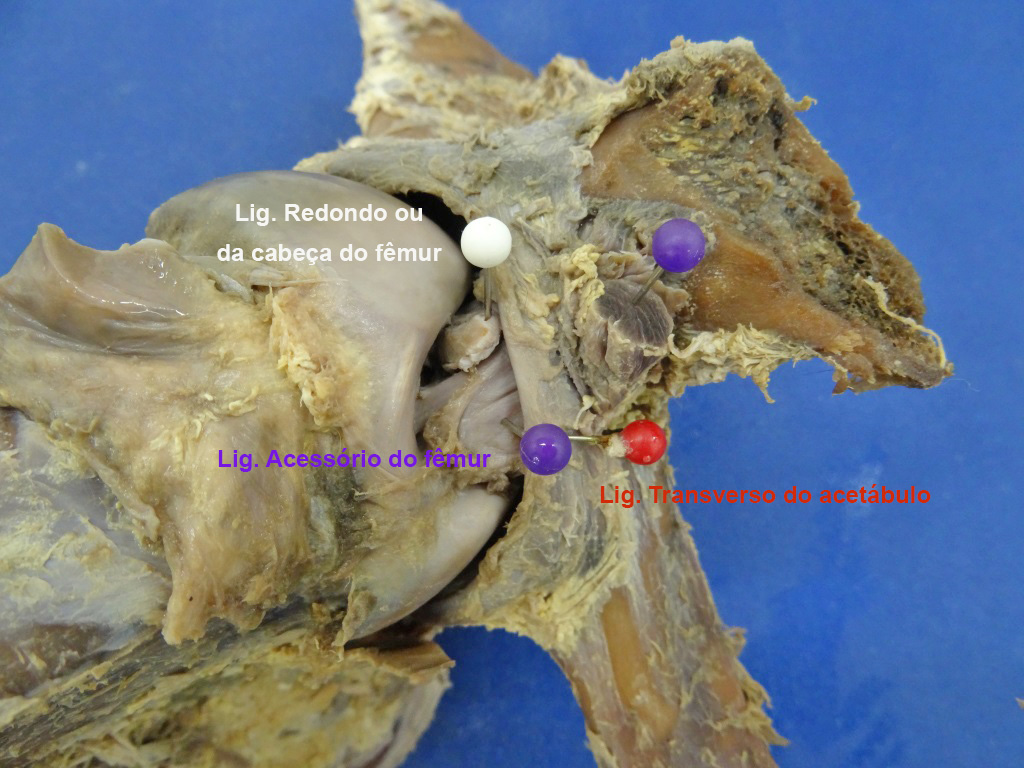 Lig. Redondo ou
da cabeça do fêmur
Lig. Acessório do fêmur
Lig. Transverso do acetábulo